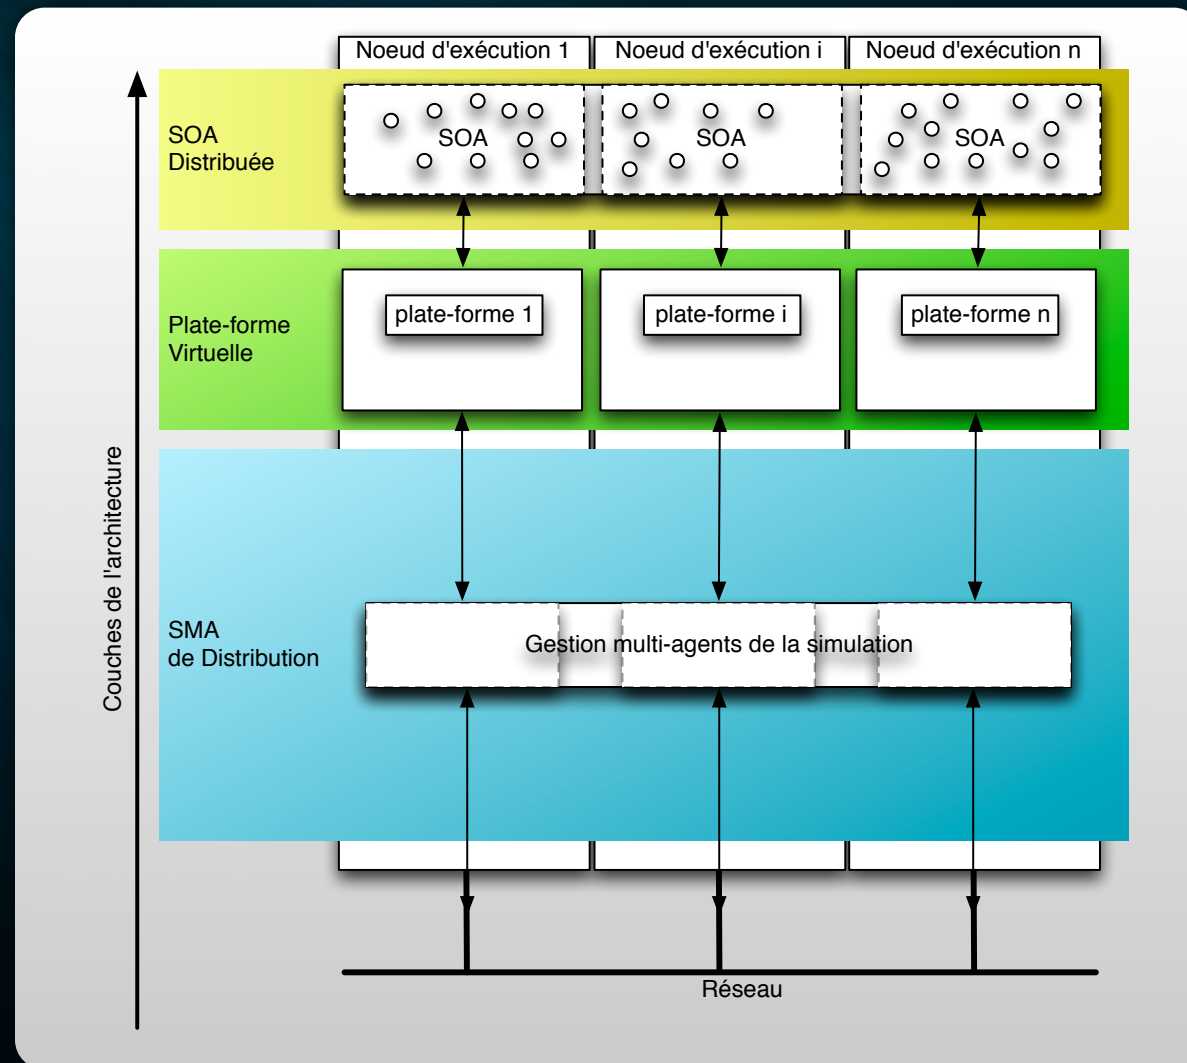 Noeud d'exécution 1
Noeud d'exécution i
Noeud d'exécution n
SOA
Distribuée
SOA
SOA
SOA
Plate-forme
Virtuelle
plate-forme 1
plate-forme i
plate-forme n
Couches de l'architecture
SMA
de Distribution
Gestion multi-agents de la simulation
Réseau